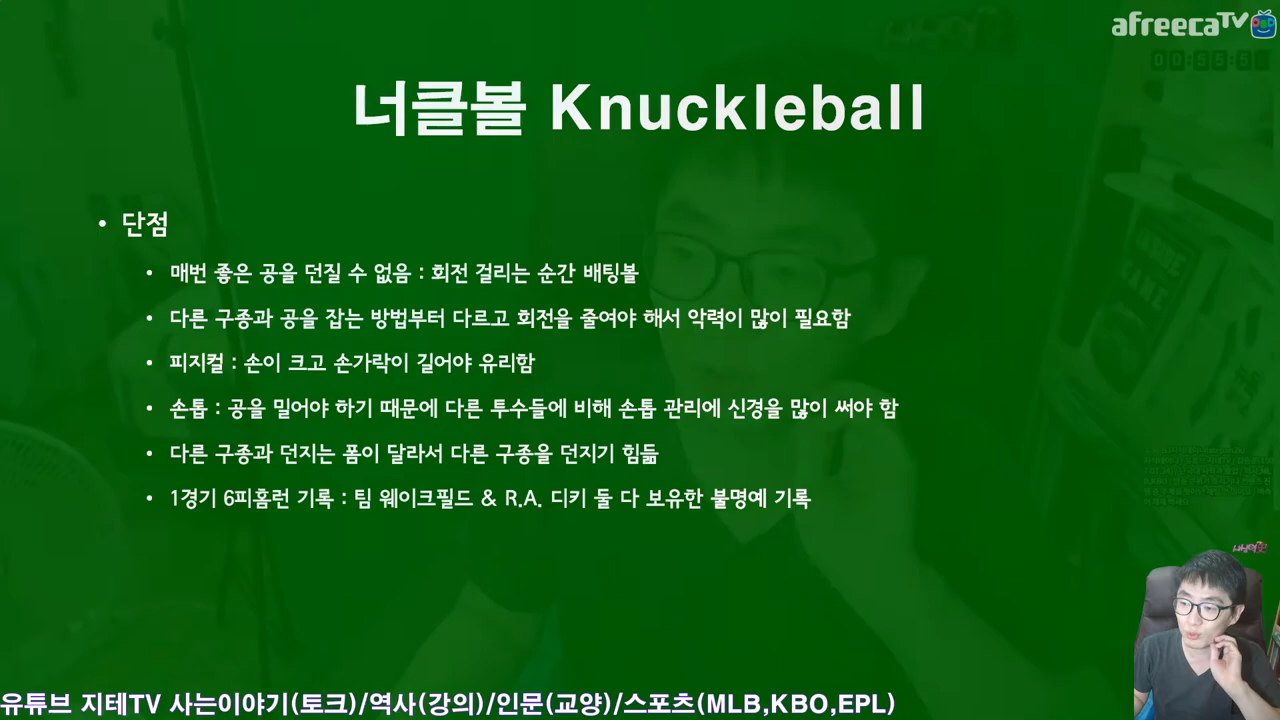 afreecaTV
너클볼 Knuckleball
• 단점
• 매번 좋은 공을 던질 수 없음 : 회전 걸리는 순간 배팅볼
• 다른 구종과 공을 잡는 방법부터 다르고 회전을 줄여야 해서 악력이 많이 필요함
• 피지컬 : 손이 크고 손가락이 길어야 유리함
• 손톱 : 공을 밀어야 하기 때문에 다른 투수들에 비해 손톱 관리에 신경을 많이 써야 함
• 다른 구종과 던지는 폼이 달라서 다른 구종을 던지기 힘듦
• 1경기 6피홈런 기록 : 팀 웨이크필드 & R.A. 디키 둘 다 보유한 불명예 기록
유튜브 지테TV 사는이야기(토크)/역사(강의)/인문(교양)/스포츠(MLB,KBO,EPL)